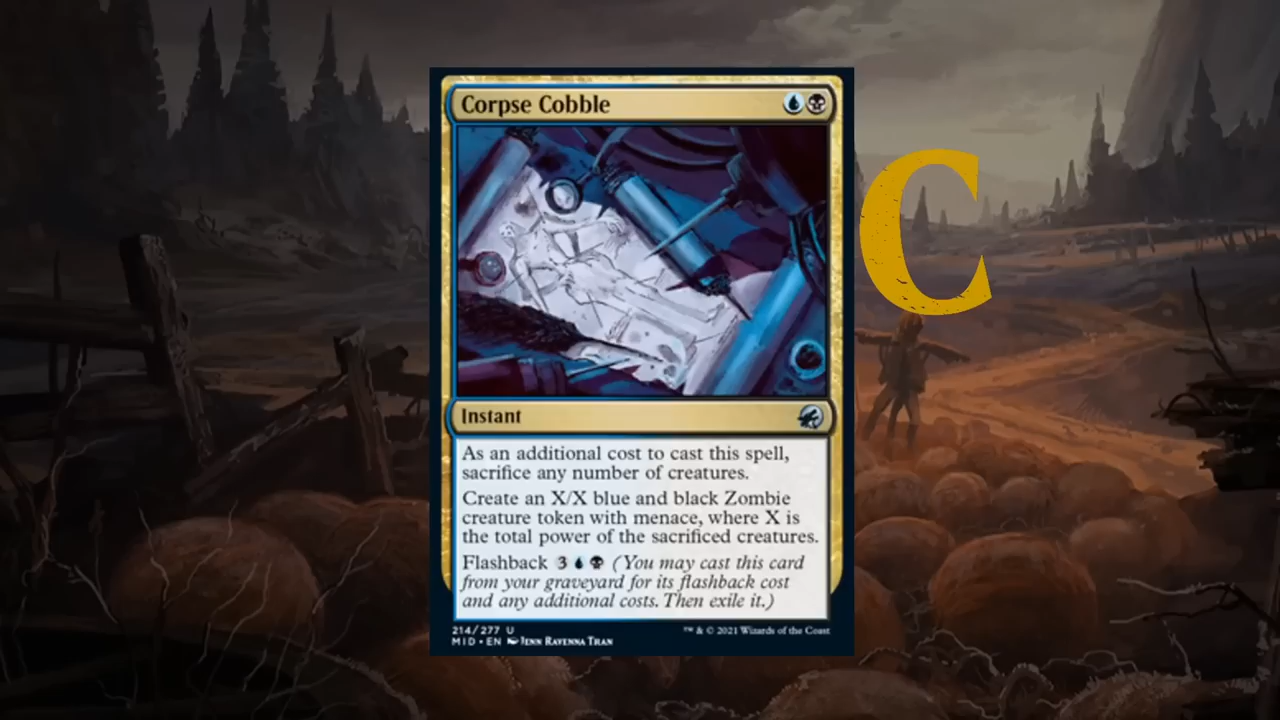 Corpse Cobble
C
Instant
As an additional cost to cast this spell,
sacrifice any number of creatures.
Create an X/X blue and black Zombie
creature token with menace, where X is
the total power of the sacrificed creatures.
Flashback 3 (You may cast this card
from your graveyard for its flashback cost
and any additional costs. Then exile it.)
214/277 U
MID • EN Jenn Ravenna Tran
™ & © 2021 Wizards of the Coast